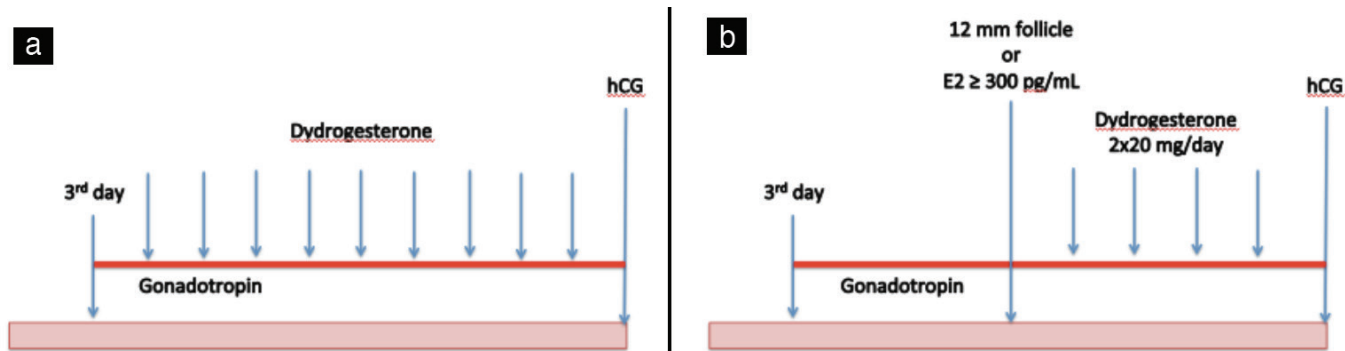 a
hCG
Dydrogesterone
3rd day
Gonadotropin
b
12 mm follicle
or
E2 ≥ 300 pg/mL
hCG
Dydrogesterone
2x20 mg/day
3rd day
Gonadotropin